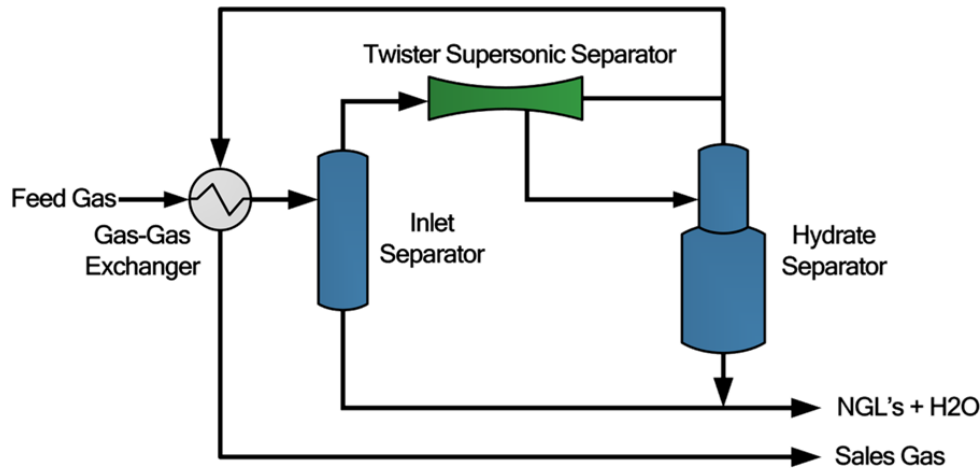 Twister Supersonic Separator
Feed Gas
Gas-Gas
Exchanger
Inlet
Separator
Hydrate
Separator
NGL's + H2O
Sales Gas